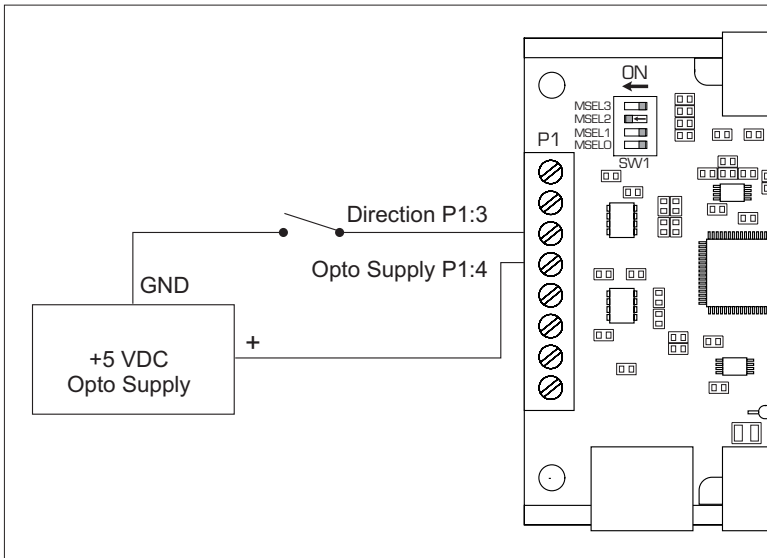 ON
MSEL3
MSEL2
MSEL1
MSEL0
SW1
P1
Direction P1:3
Opto Supply P1:4
GND
+
+5 VDC
Opto Supply